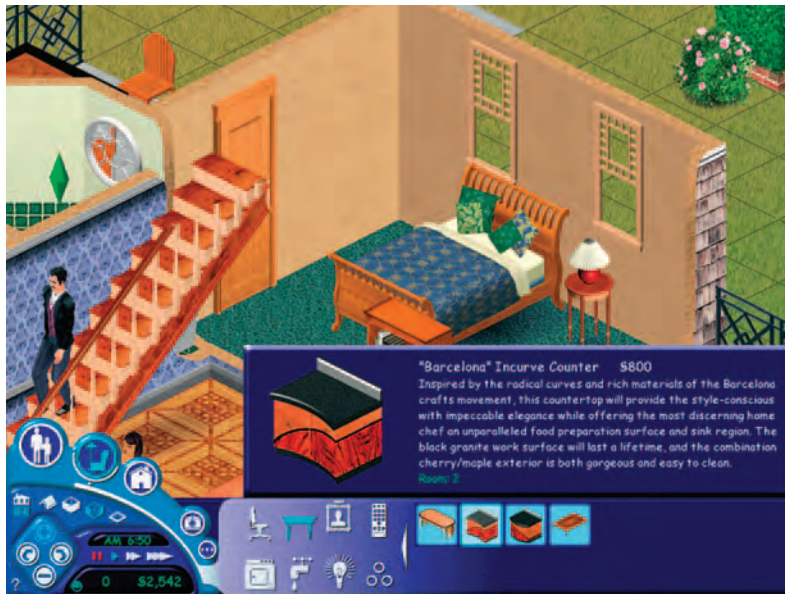 "Barcelona" Incurve Counter $800
Inspired by the radical curves and rich materials of the Barcelona
crafts movement, this countertop will provide the style-conscious
with impeccable elegance while offering the most discerning home
chef an unparalleled food preparation surface and sink region. The
black granite work surface will last a lifetime, and the combination
cherry/maple exterior is both gorgeous and easy to clean.
Room: 2
AM 6:50
?
0 $2,542